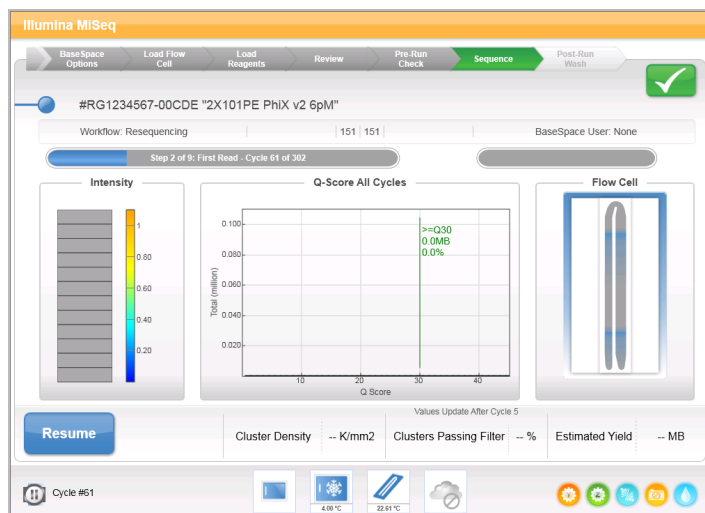 Illumina MiSeq
BaseSpace Options
Load Flow Cell
Load Reagents
Review
Pre-Run Check
Sequence
Post-Run Wash
#RG1234567-00CDE "2X101PE PhiX v2 6pM"
Workflow: Resequencing
151 151
BaseSpace User: None
Step 2 of 9: First Read - Cycle 61 of 302
Intensity
1
0.80
0.60
0.40
0.20
Q-Score All Cycles
Total (million)
0.100
0.080
0.060
0.040
0.020
>=Q30
0.0MB
0.0%
10 20 30 40
Q Score
Flow Cell
Values Update After Cycle 5
Resume
Cluster Density -- K/mm2
Clusters Passing Filter -- %
Estimated Yield -- MB
Cycle #61
4.00 °C
22.61 °C